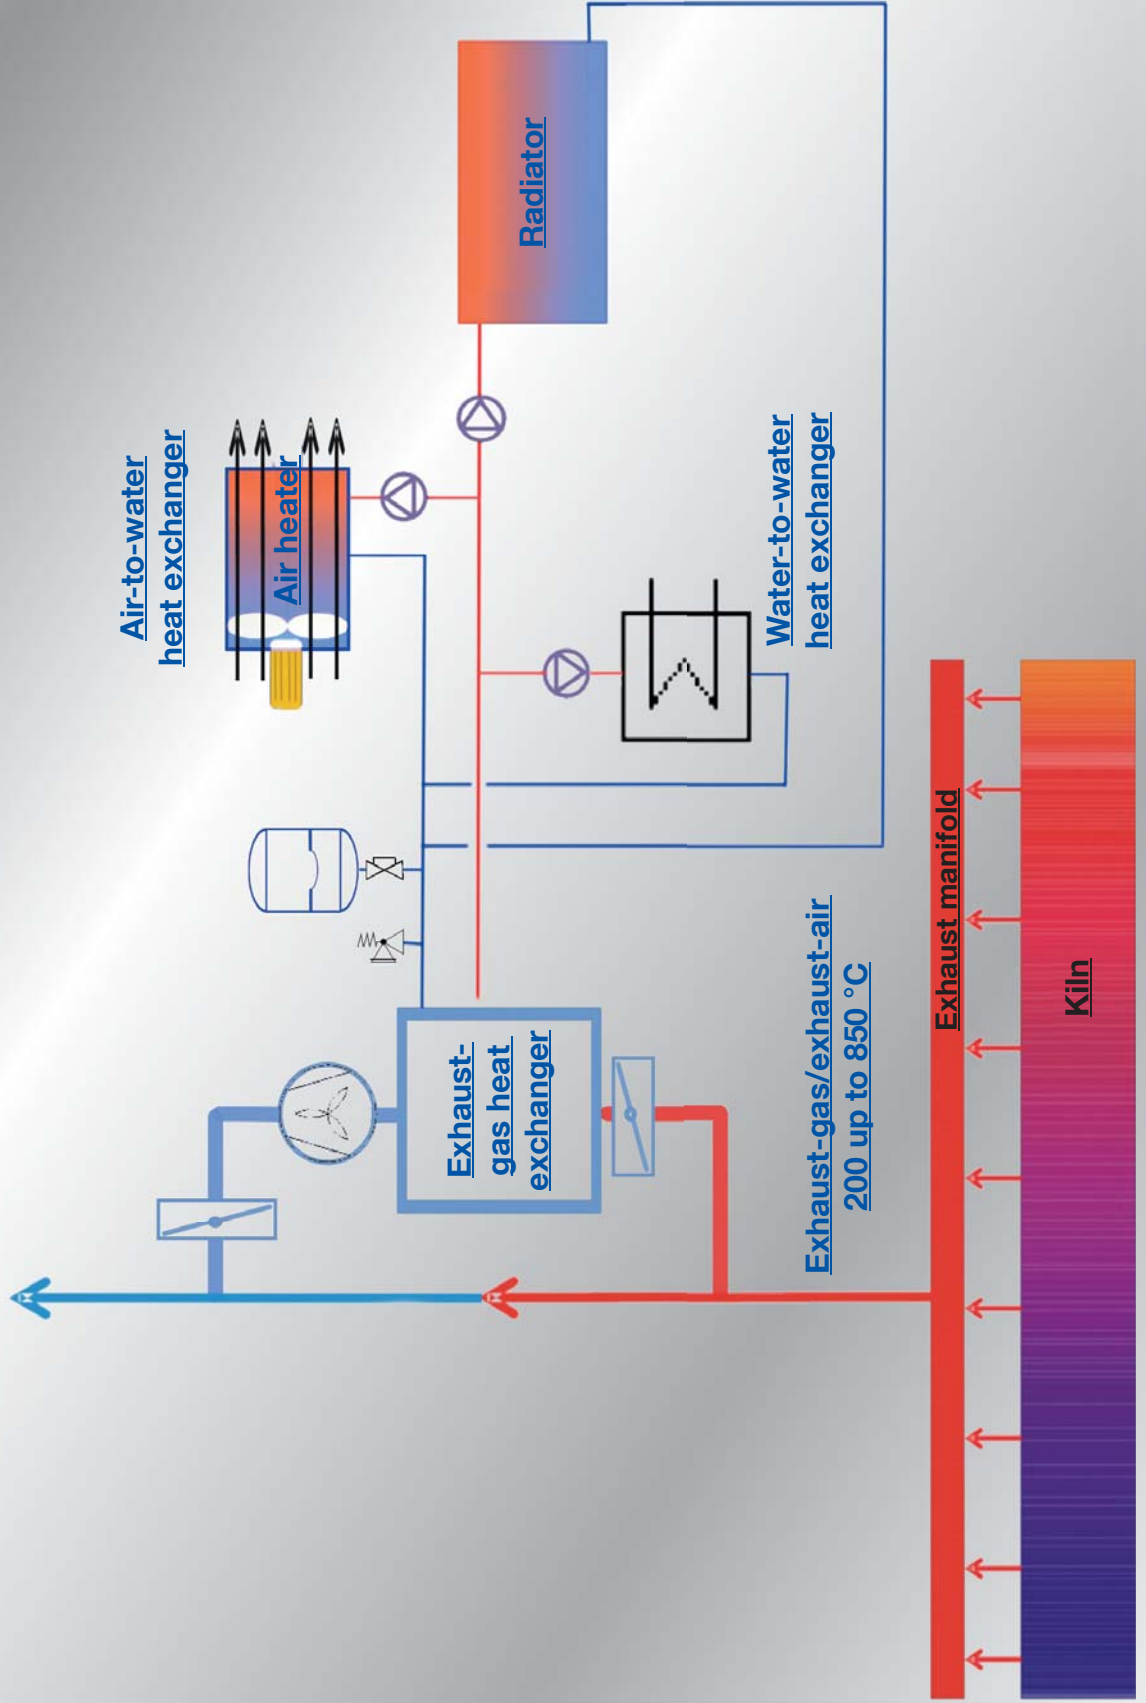 Air-to-water
heat exchanger
Air heater
Radiator
Water-to-water
heat exchanger
Exhaust-
gas heat
exchanger
Exhaust-gas/exhaust-air
200 up to 850 °C
Exhaust manifold
Kiln